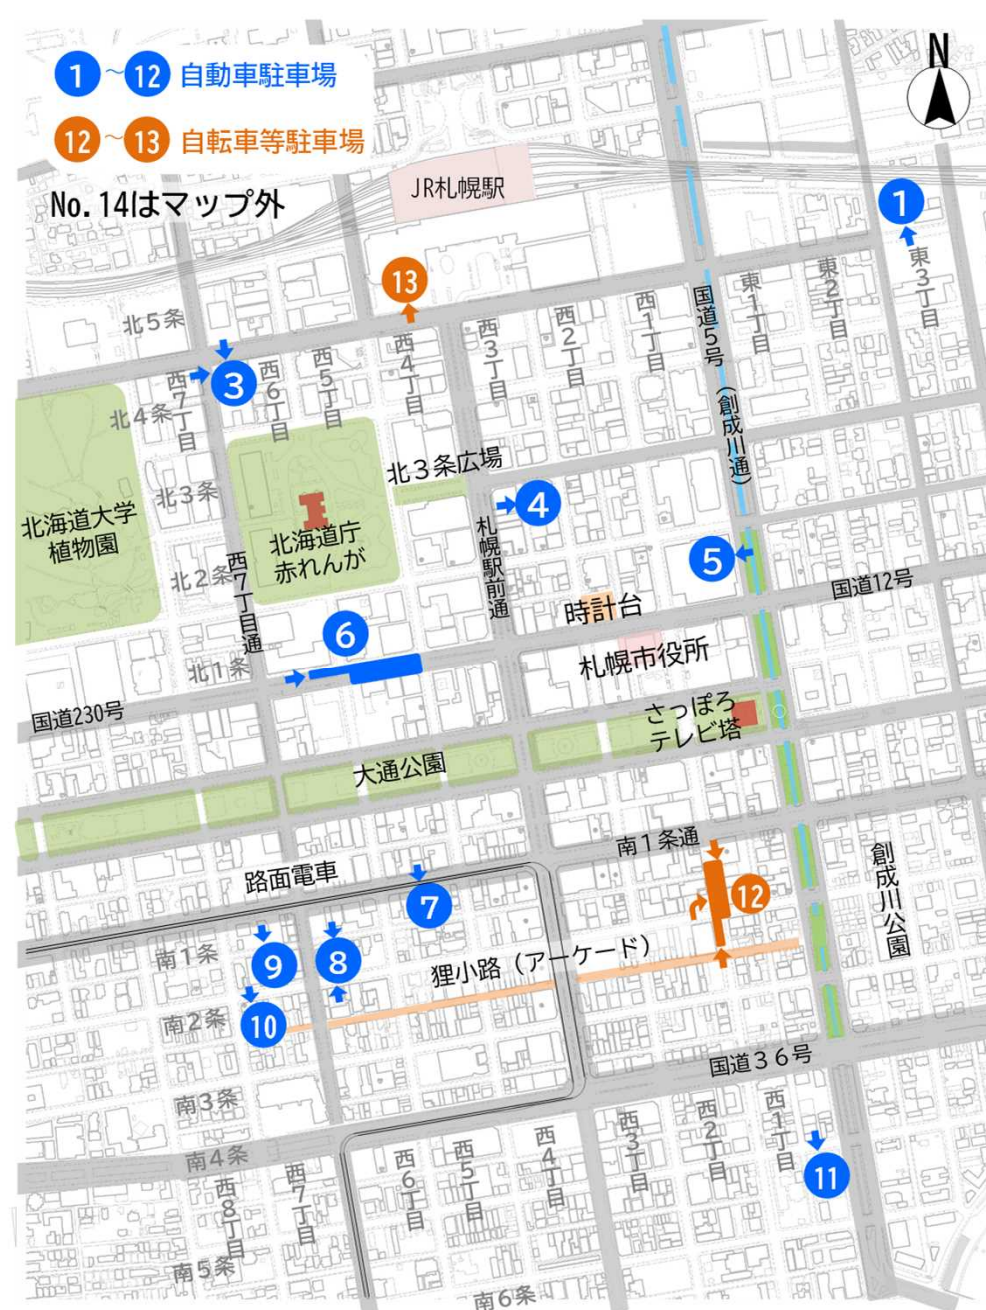 1～12 自動車駐車場
12～13 自転車等駐車場
No.14はマップ外
N
JR札幌駅
1
13
北5条
西7丁目
3
西6丁目
西5丁目
西4丁目
西3丁目
西2丁目
西1丁目
国道5号（創成川通）
東1丁目
東2丁目
東3丁目
北4条
北3条
北3条広場
4
札幌駅前通
北海道大学
植物園
北海道庁
赤れんが
北2条
西7丁目通
5
国道12号
時計台
6
札幌市役所
北1条
国道230号
さっぽろ
テレビ塔
大通公園
南1条通
路面電車
7
12
創成川公園
南1条
9
8
狸小路（アーケード）
南2条
10
国道36号
南3条
南4条
西8丁目
西7丁目
西6丁目
西5丁目
西4丁目
西3丁目
西2丁目
西1丁目
11
南5条
南6条